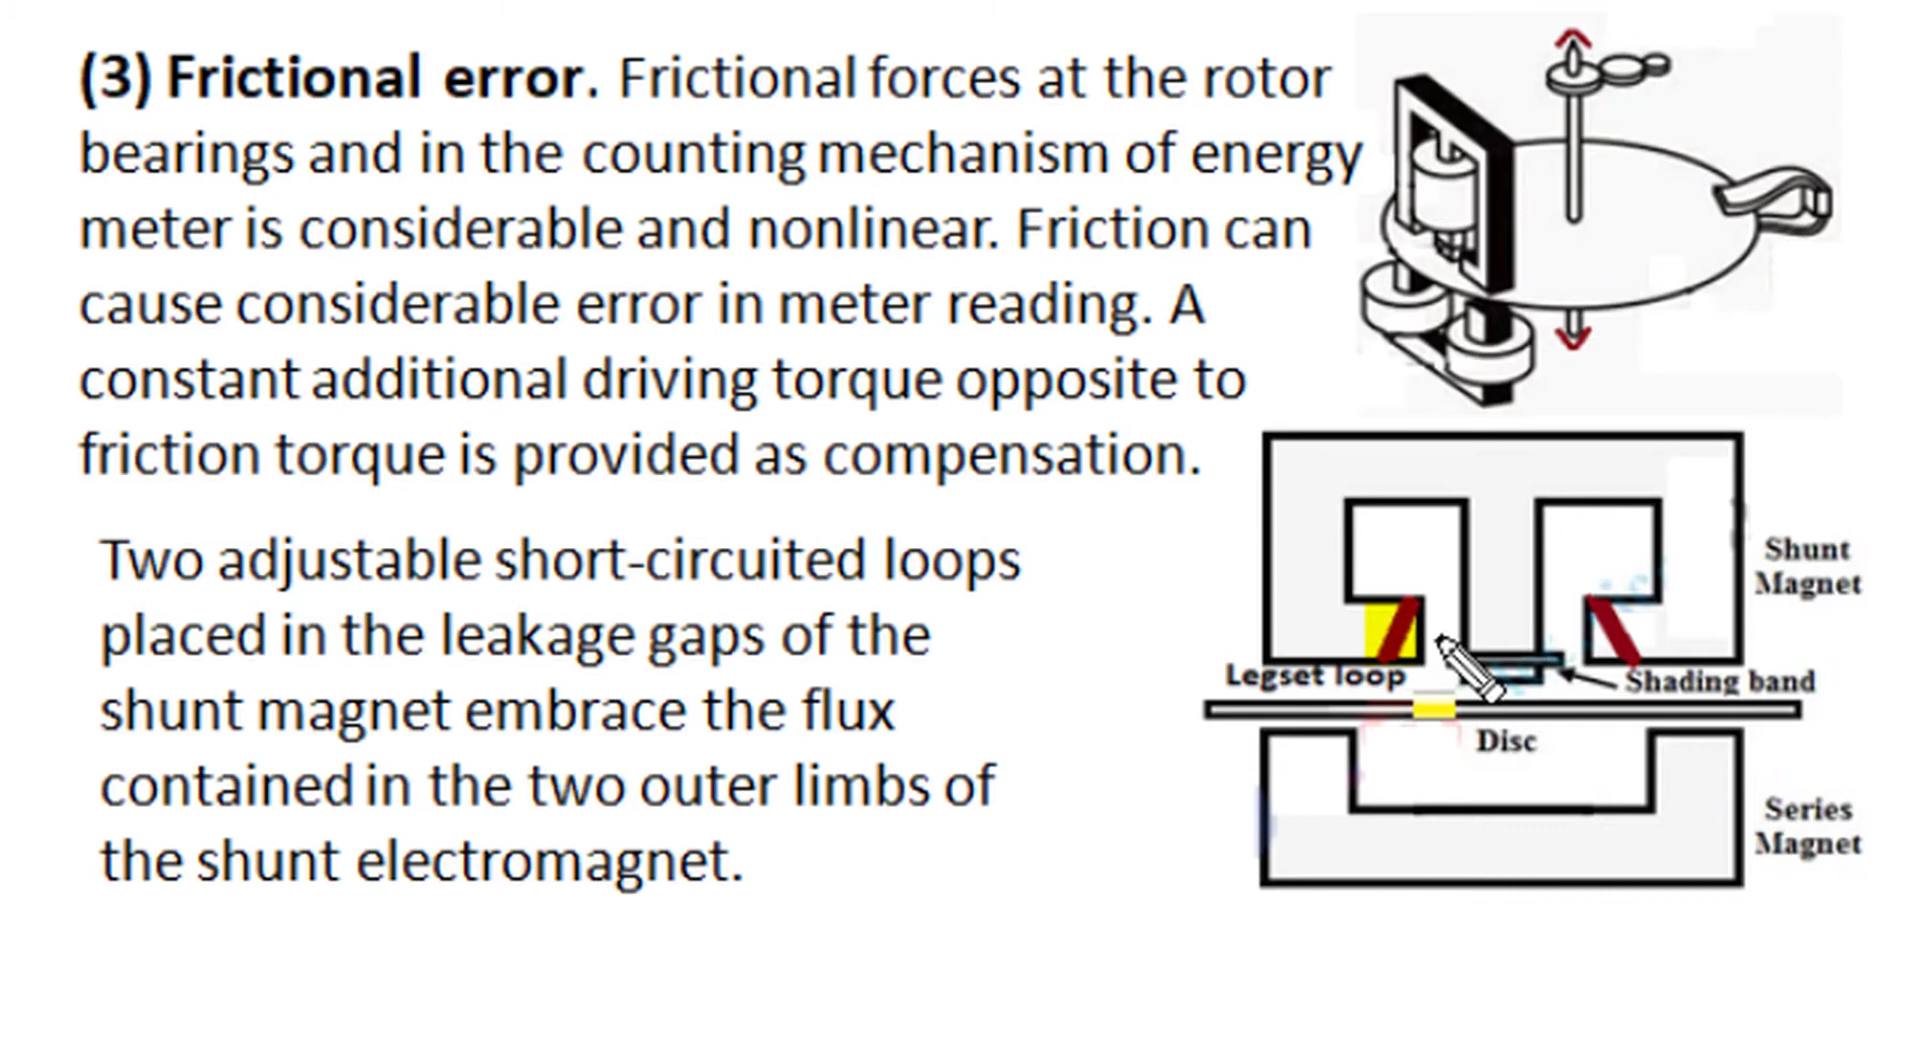 (3) Frictional error. Frictional forces at the rotor
bearings and in the counting mechanism of energy
meter is considerable and nonlinear. Friction can
cause considerable error in meter reading. A
constant additional driving torque opposite to
friction torque is provided as compensation.
Two adjustable short-circuited loops
placed in the leakage gaps of the
shunt magnet embrace the flux
contained in the two outer limbs of
the shunt electromagnet.
Shunt
Magnet
Legset loop
Shading band
Disc
Series
Magnet